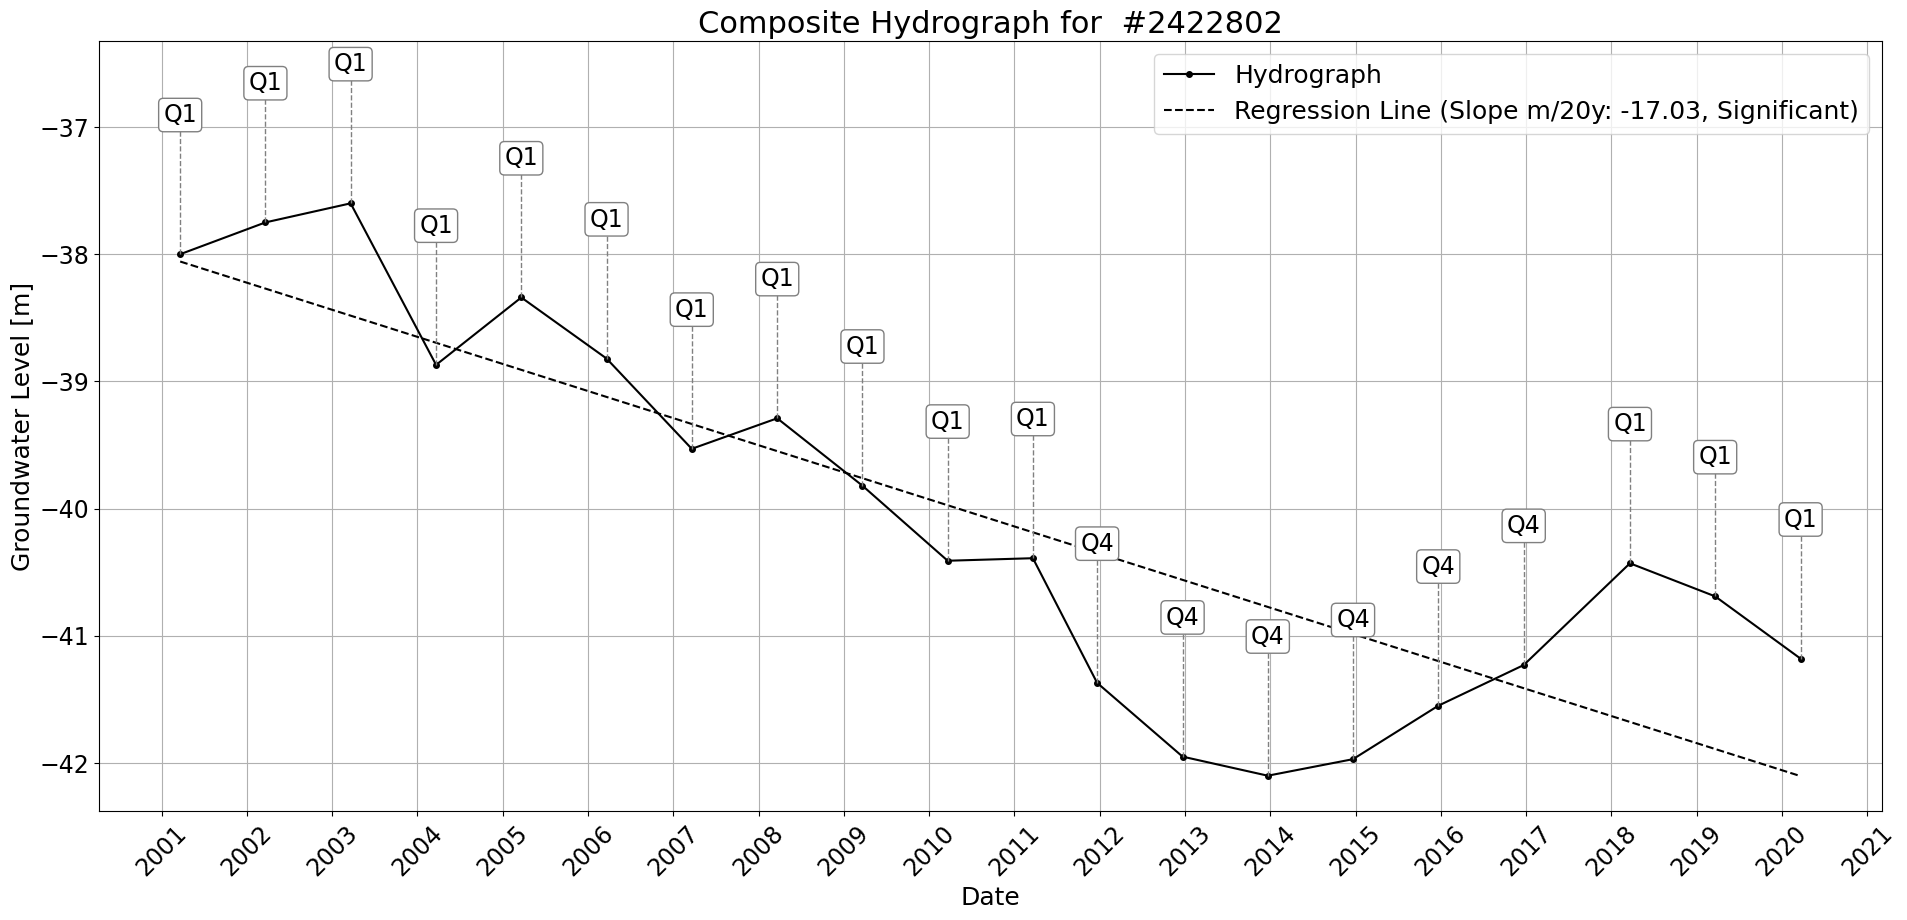 Composite Hydrograph for  #2422802
Hydrograph
Regression Line (Slope m/20y: -17.03, Significant)
Groundwater Level [m]
−37
−38
−39
−40
−41
−42
Q1
Q1
Q1
Q1
Q1
Q1
Q1
Q1
Q1
Q1
Q1
Q4
Q4
Q4
Q4
Q4
Q4
Q1
Q1
Q1
2001
2002
2003
2004
2005
2006
2007
2008
2009
2010
2011
2012
2013
2014
2015
2016
2017
2018
2019
2020
2021
Date